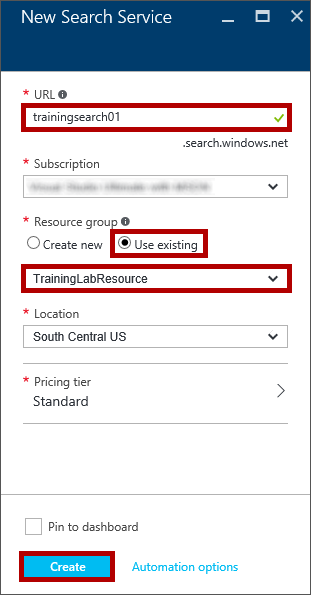 New Search Service
* URL
trainingsearch01
.search.windows.net
* Subscription
* Resource group
Create new Use existing
TrainingLabResource
* Location
South Central US
* Pricing tier
Standard
Pin to dashboard
Create Automation options